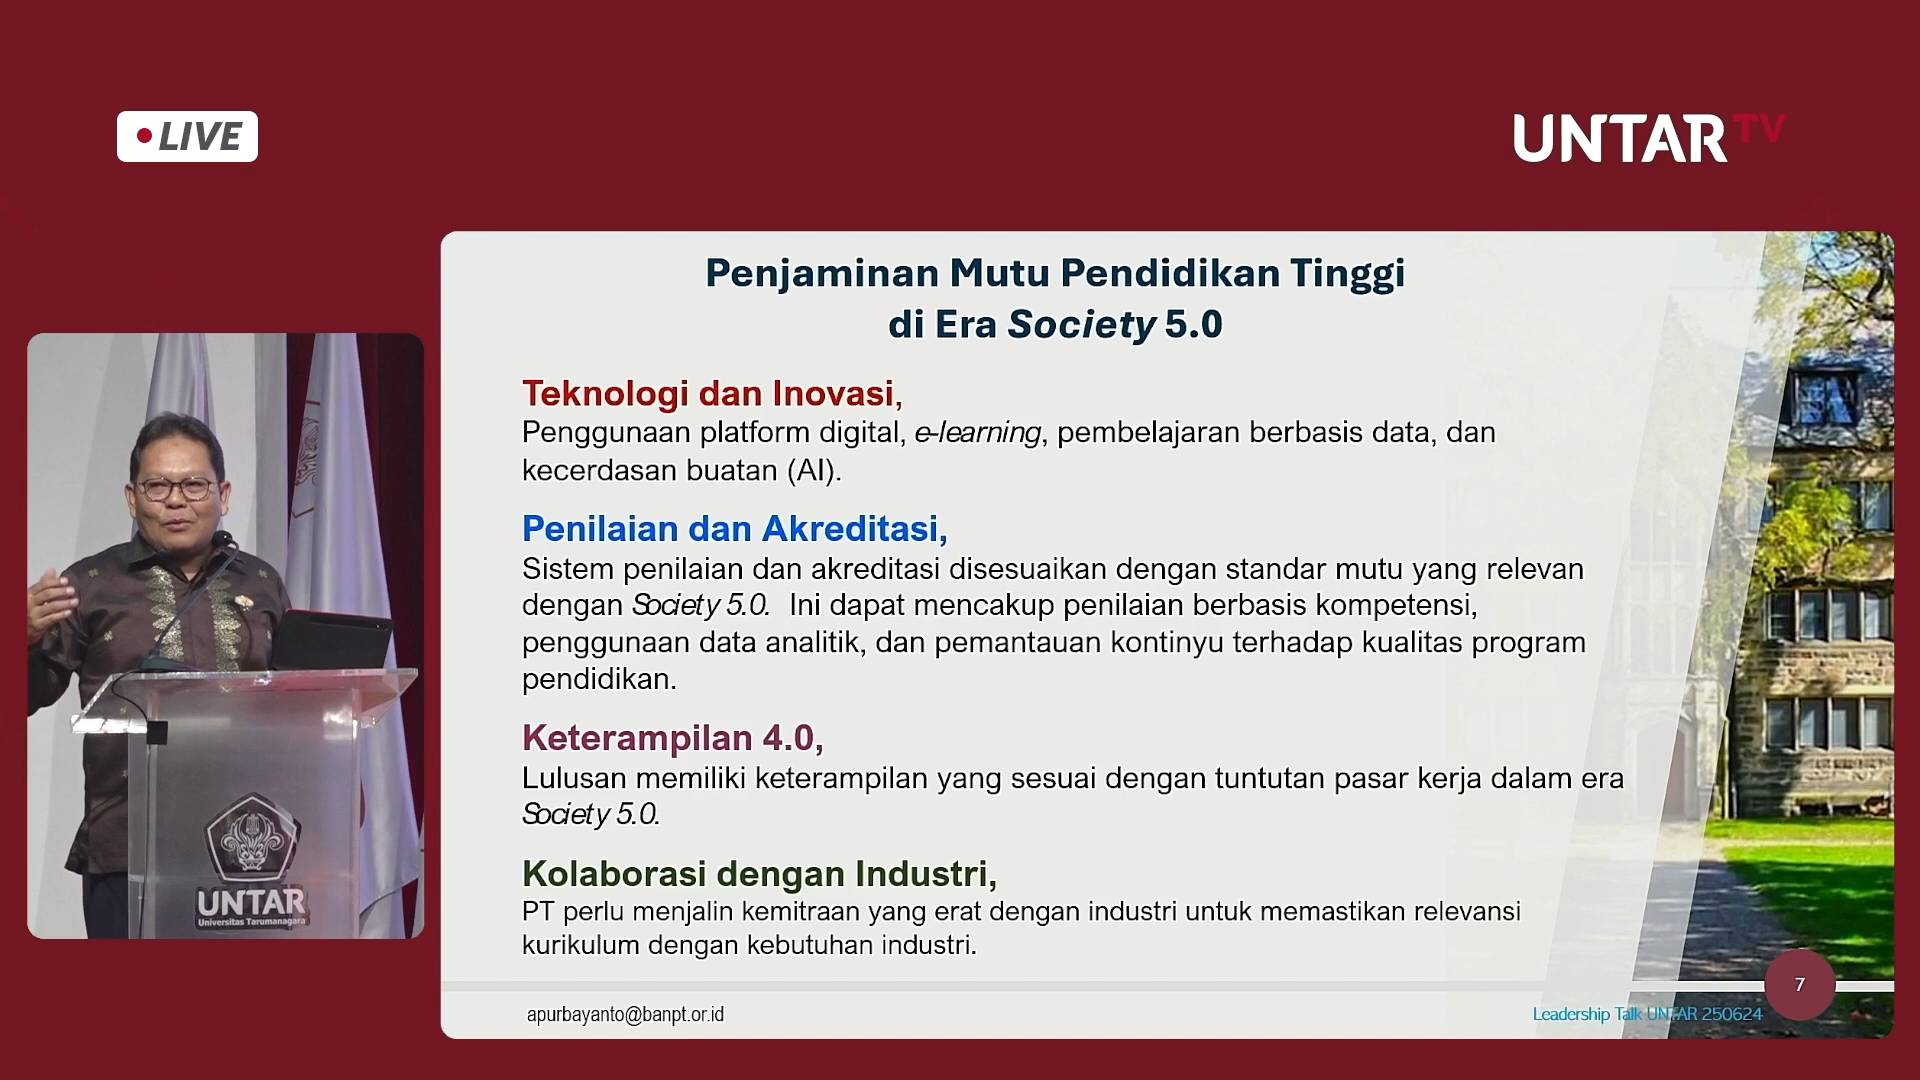 LIVE
UNTAR TV
Penjaminan Mutu Pendidikan Tinggi
di Era Society 5.0
Teknologi dan Inovasi,
Penggunaan platform digital, e-learning, pembelajaran berbasis data, dan
kecerdasan buatan (AI).
Penilaian dan Akreditasi,
Sistem penilaian dan akreditasi disesuaikan dengan standar mutu yang relevan
dengan Society 5.0. Ini dapat mencakup penilaian berbasis kompetensi,
penggunaan data analitik, dan pemantauan kontinyu terhadap kualitas program
pendidikan.
Keterampilan 4.0,
Lulusan memiliki keterampilan yang sesuai dengan tuntutan pasar kerja dalam era
Society 5.0.
Kolaborasi dengan Industri,
PT perlu menjalin kemitraan yang erat dengan industri untuk memastikan relevansi
kurikulum dengan kebutuhan industri.
apurbayanto@banpt.or.id
Leadership Talk UNTAR 250624
7
UNTAR
Universitas Tarumanagara